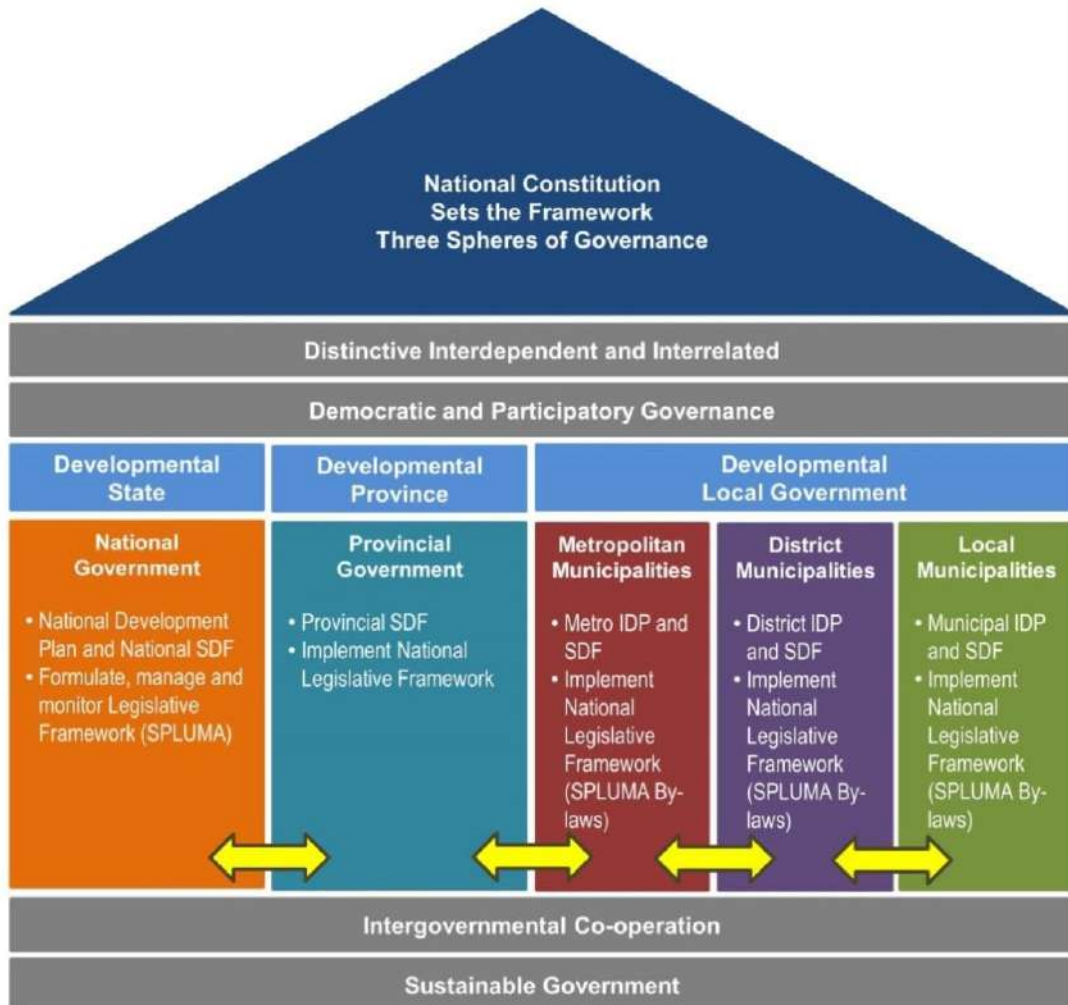 National Constitution
Sets the Framework
Three Spheres of Governance
Distinctive Interdependent and Interrelated
Democratic and Participatory Governance
Developmental
State
Developmental
Province
Developmental
Local Government
National
Government
• National Development
Plan and National SDF
• Formulate, manage and
monitor Legislative
Framework (SPLUMA)
Provincial
Government
• Provincial SDF
• Implement National
Legislative Framework
Metropolitan
Municipalities
• Metro IDP and
SDF
• Implement
National
Legislative
Framework
(SPLUMA By-
laws)
District
Municipalities
• District IDP
and SDF
• Implement
National
Legislative
Framework
(SPLUMA By-
laws)
Local
Municipalities
• Municipal IDP
and SDF
• Implement
National
Legislative
Framework
(SPLUMA By-
laws)
Intergovernmental Co-operation
Sustainable Government